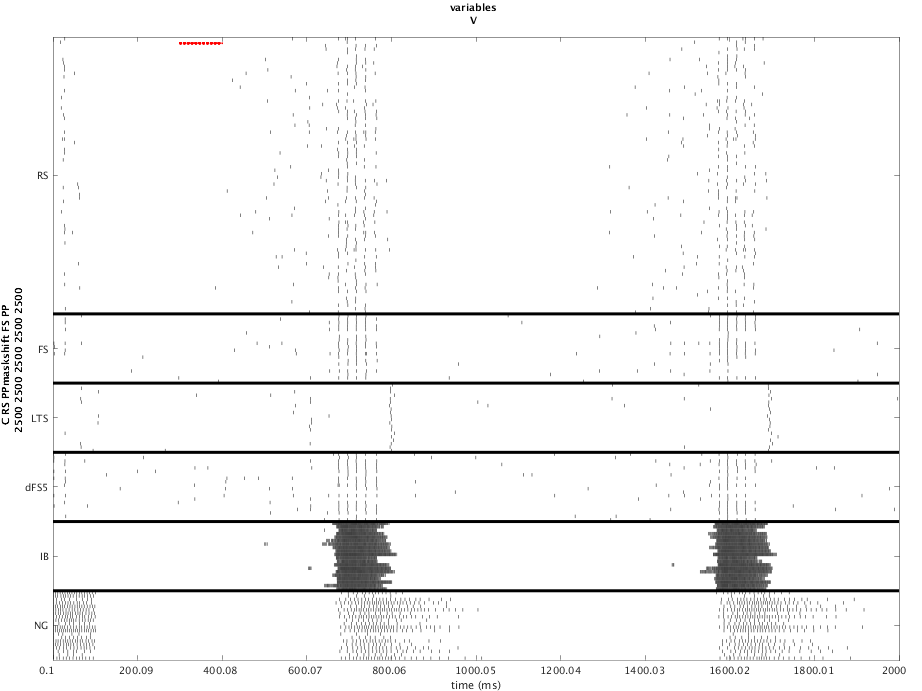 variables
V
C RS PPmaskshift FS PP
2500 2500 2500 2500 2500
RS
FS
LTS
dFS5
IB
NG
0.1 200.09 400.08 600.07 800.06 1000.05 1200.04 1400.03 1600.02 1800.01 2000
time (ms)